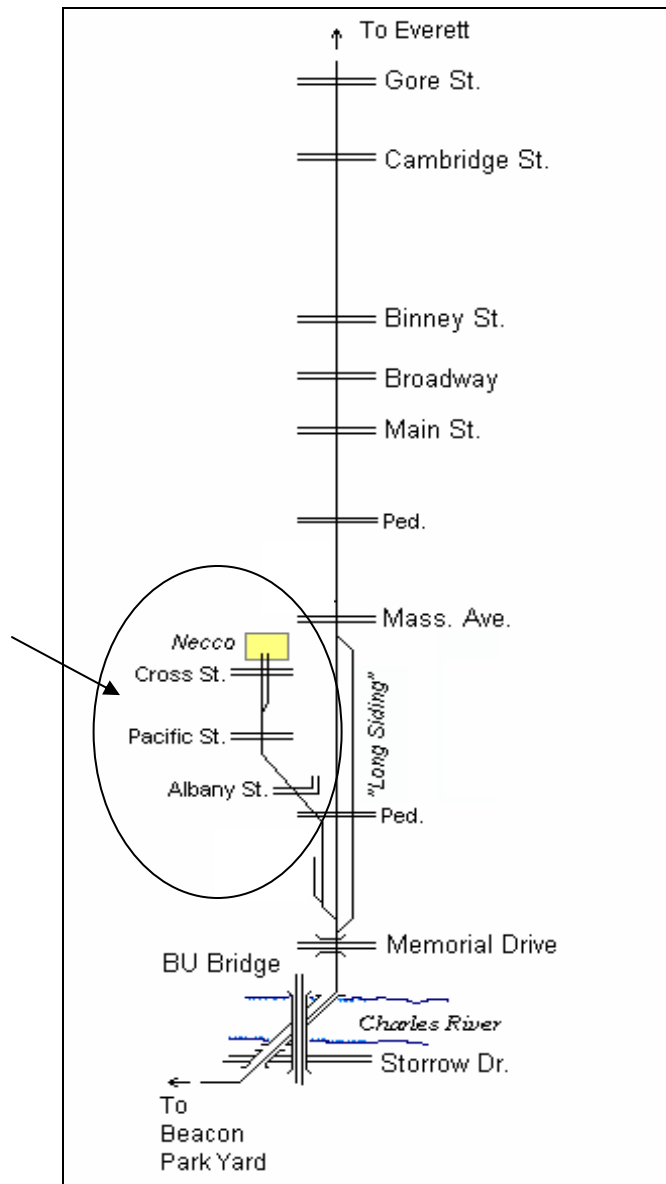 To Everett
Gore St.
Cambridge St.
Binney St.
Broadway
Main St.
Ped.
Mass. Ave.
Necco
Cross St.
"Long Siding"
Pacific St.
Albany St.
Ped.
Memorial Drive
BU Bridge
Charles River
Storrow Dr.
To
Beacon
Park Yard